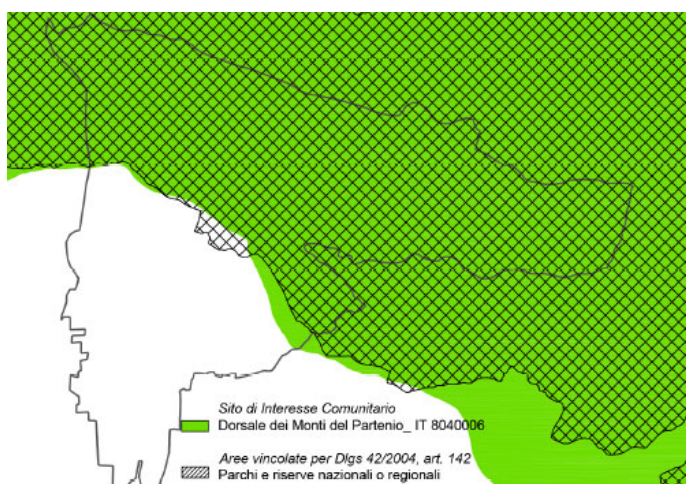 Sito di Interesse Comunitario
Dorsale dei Monti del Partenio_ IT 8040006
Aree vincolate per Dlgs 42/2004, art. 142
Parchi e riserve nazionali o regionali